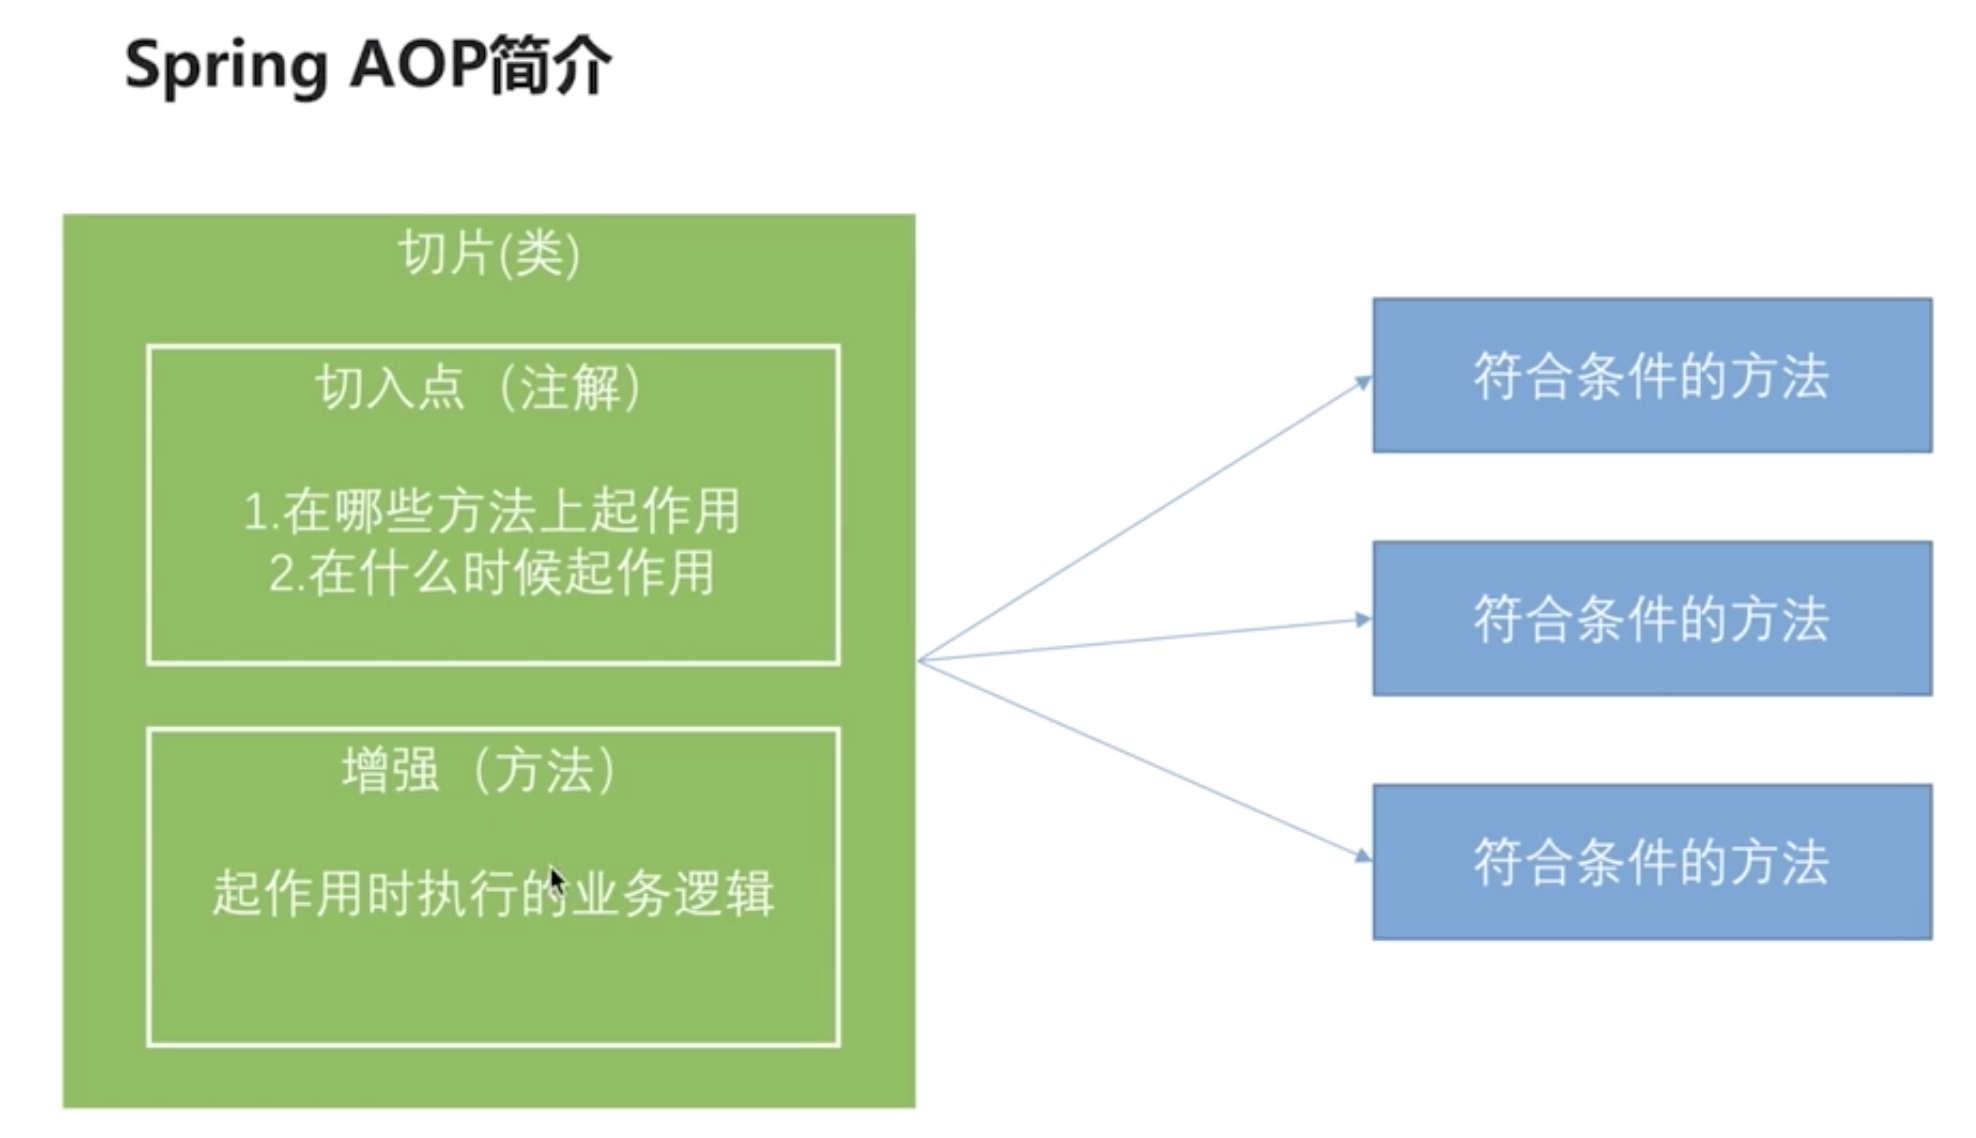 Spring AOP简介
切片(类)
切入点（注解）
1.在哪些方法上起作用
2.在什么时候起作用
增强（方法）
起作用时执行的业务逻辑
符合条件的方法
符合条件的方法
符合条件的方法